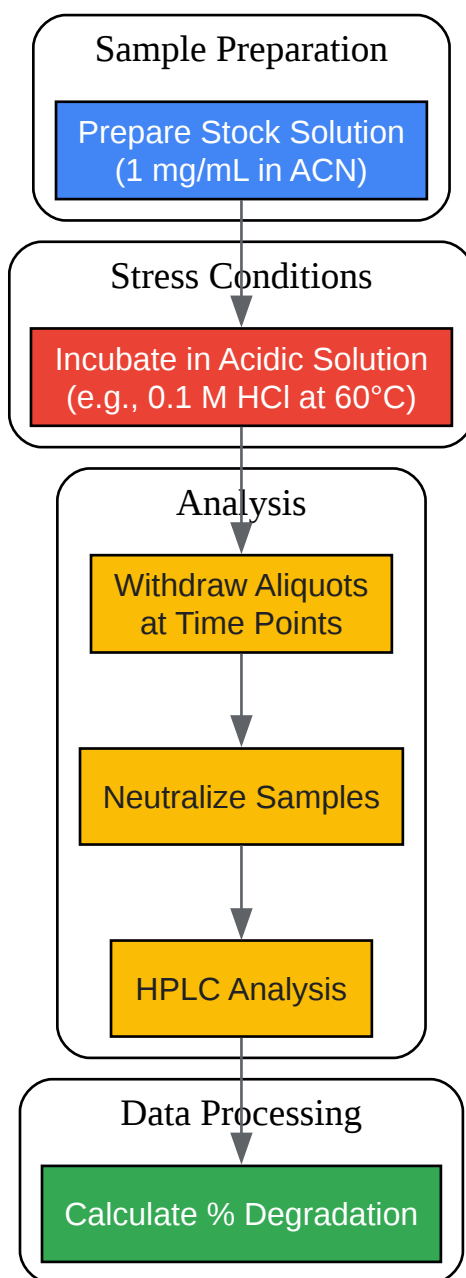 Sample Preparation
Prepare Stock Solution
(1 mg/mL in ACN)
Stress Conditions
Incubate in Acidic Solution
(e.g., 0.1 M HCl at 60°C)
Analysis
Withdraw Aliquots
at Time Points
Neutralize Samples
HPLC Analysis
Data Processing
Calculate % Degradation